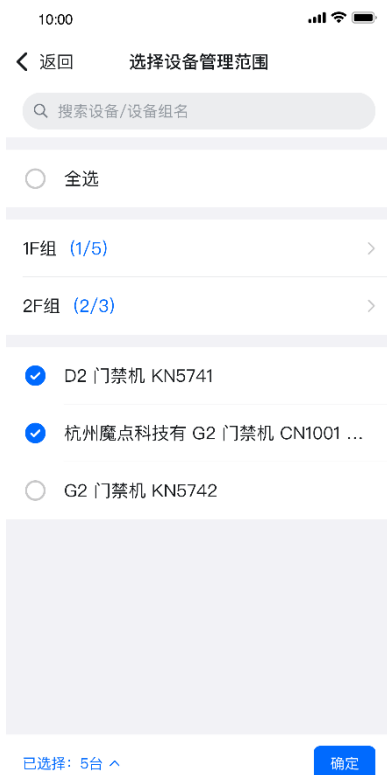 10:00
返回 选择设备管理范围
搜索设备/设备组名
全选
1F组 (1/5)
2F组 (2/3)
D2 门禁机 KN5741
杭州魔点科技有 G2 门禁机 CN1001 ...
G2 门禁机 KN5742
已选择：5台
确定